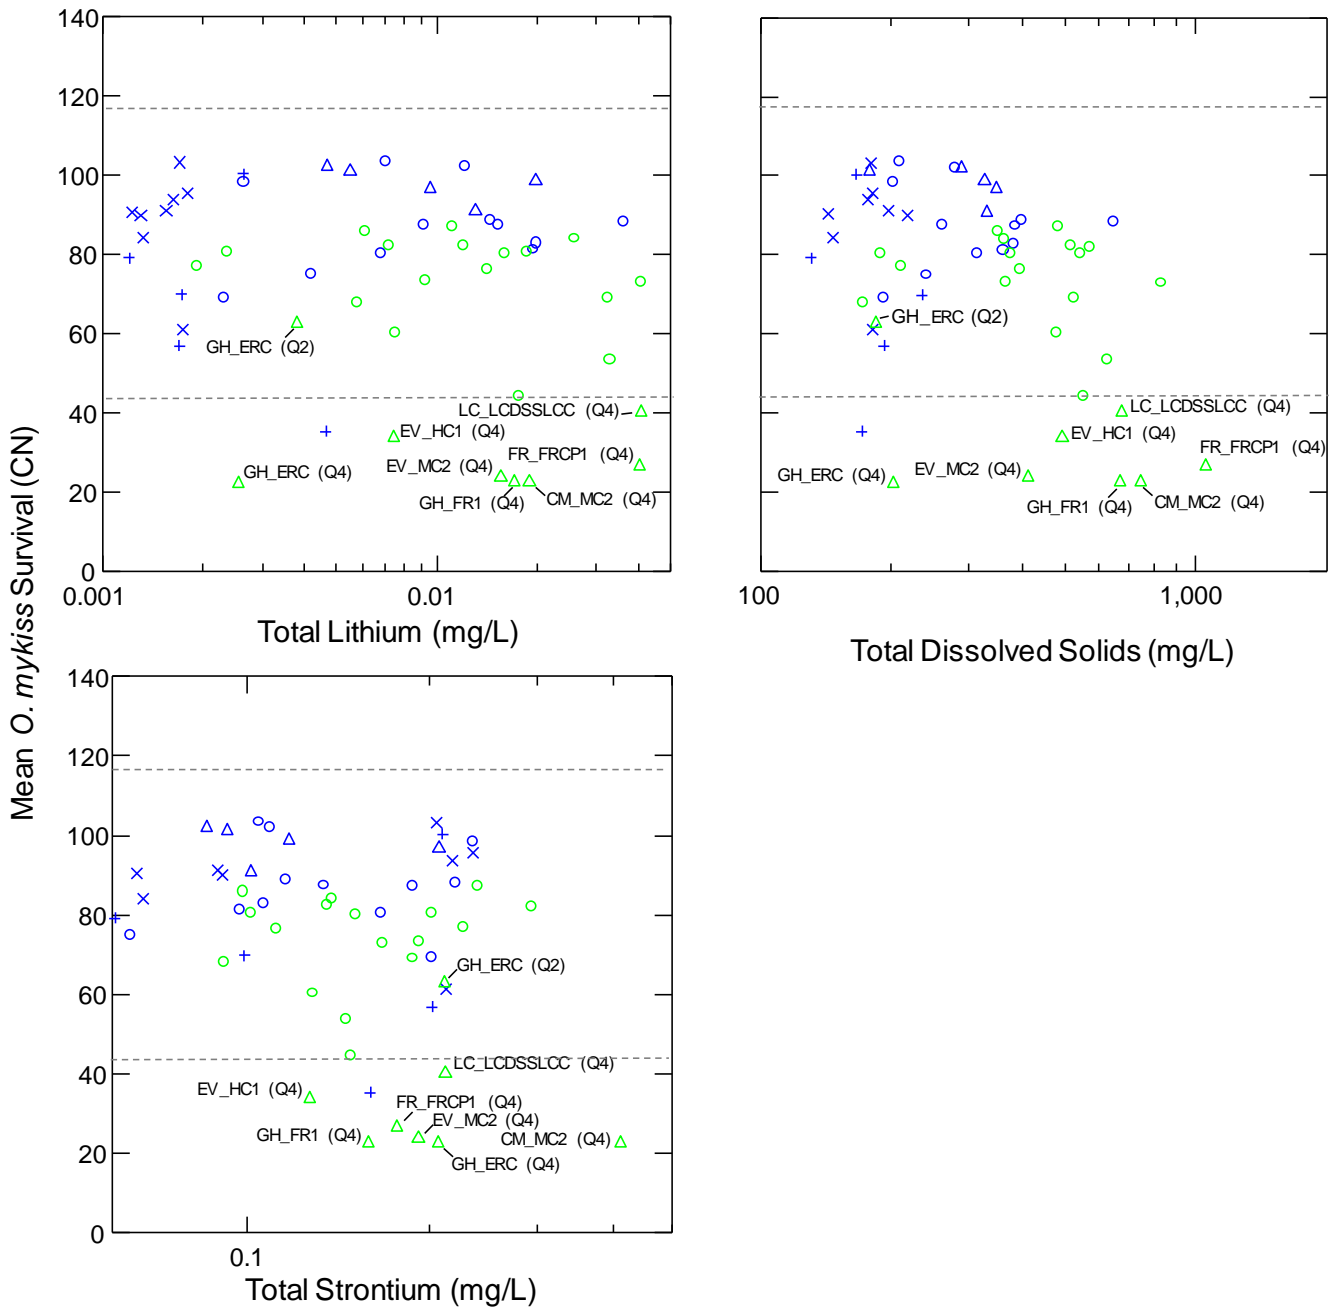 140
120
100
80
60
40
20
0
0.001
0.01
Total Lithium (mg/L)
GH_ERC (Q2)
LC_LCDSSLCC (Q4)
EV_HC1 (Q4)
FR_FRCP1 (Q4)
EV_MC2 (Q4)
GH_ERC (Q4)
GH_FR1 (Q4)
CM_MC2 (Q4)
GH_ERC (Q2)
LC_LCDSSLCC (Q4)
EV_HC1 (Q4)
FR_FRCP1 (Q4)
GH_ERC (Q4)
EV_MC2 (Q4)
GH_FR1 (Q4)
CM_MC2 (Q4)
100
1,000
Total Dissolved Solids (mg/L)
Mean O. mykiss Survival (CN)
140
120
100
80
60
40
20
0
GH_ERC (Q2)
LC_LCDSSLCC (Q4)
EV_HC1 (Q4)
FR_FRCP1 (Q4)
EV_MC2 (Q4)
GH_FR1 (Q4)
CM_MC2 (Q4)
GH_ERC (Q4)
0.1
Total Strontium (mg/L)